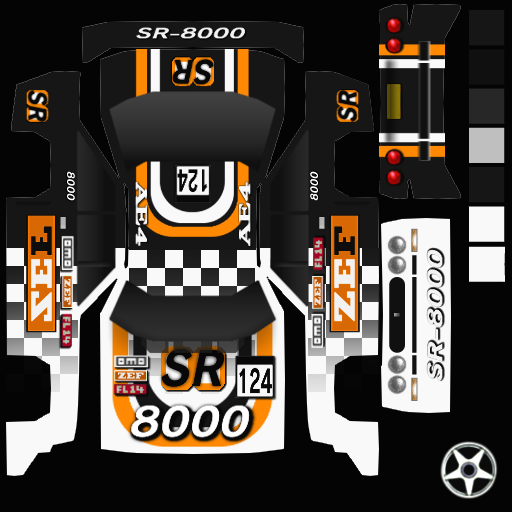 SR-8000
SR
SR
SR
124
8000
8000
AE4
AE4
ZEF
ZEF
omo
ZEF
FL14
FL14
ZEF
omo
SR-8000
omo
ZEF
FL14
SR
124
8000